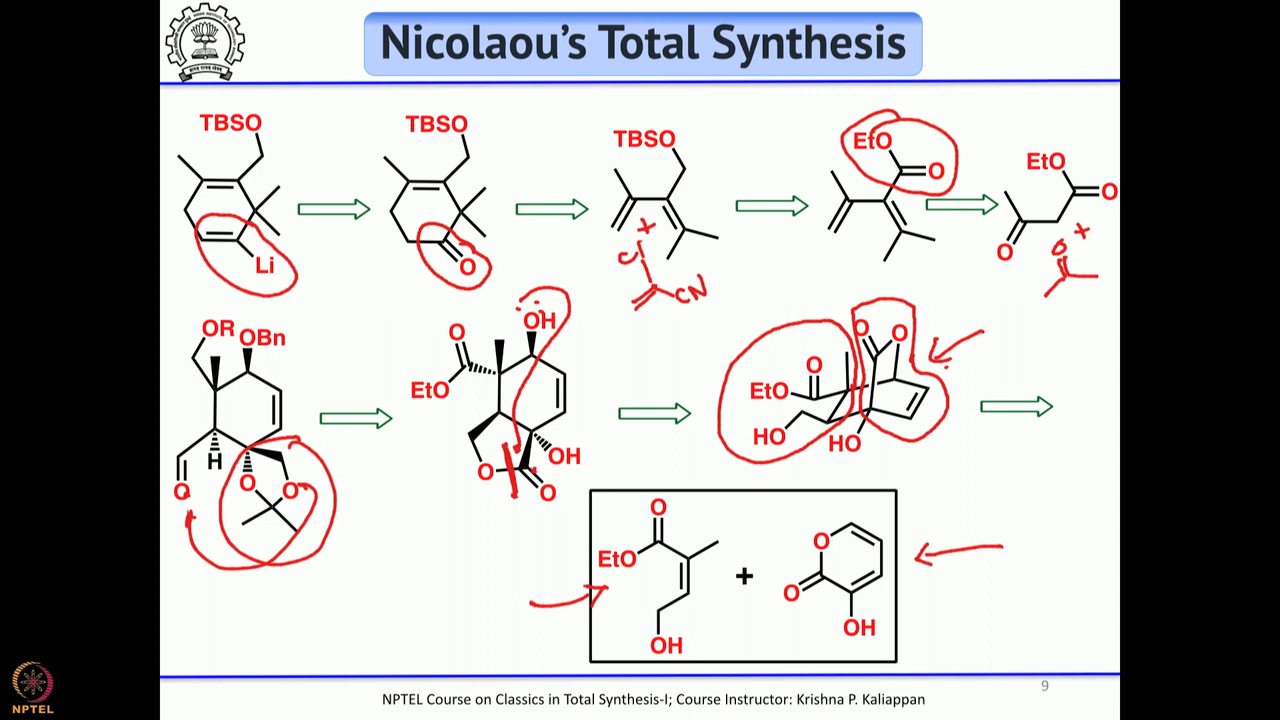 Nicolaou's Total Synthesis
TBSO
Li
TBSO
O
TBSO
Cl
CN
EtO
O
EtO
O
O
O
OR
OBn
O
H
O
O
O
EtO
OH
OH
O
O
O
O
O
EtO
HO
HO
O
EtO
OH
+
O
O
OH
NPTEL
NPTEL Course on Classics in Total Synthesis-I; Course Instructor: Krishna P. Kaliappan
9